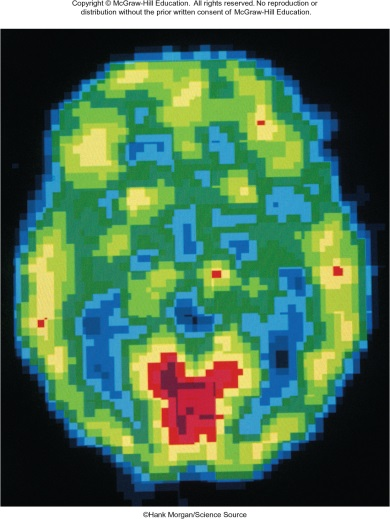 Copyright © McGraw-Hill Education. All rights reserved. No reproduction or
distribution without the prior written consent of McGraw-Hill Education.
©Hank Morgan/Science Source